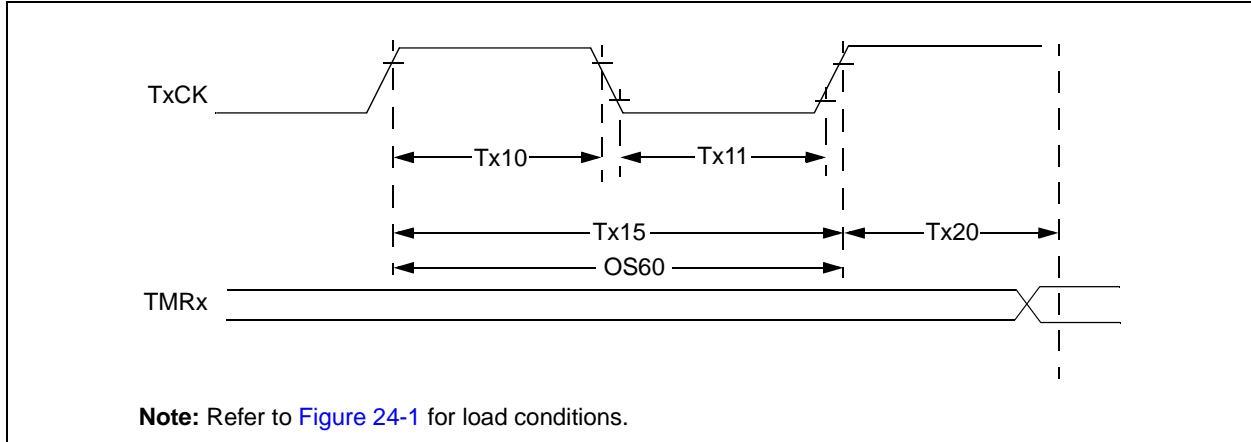 TxCK
Tx10
Tx11
Tx15
Tx20
OS60
TMRx
Note: Refer to Figure 24-1 for load conditions.